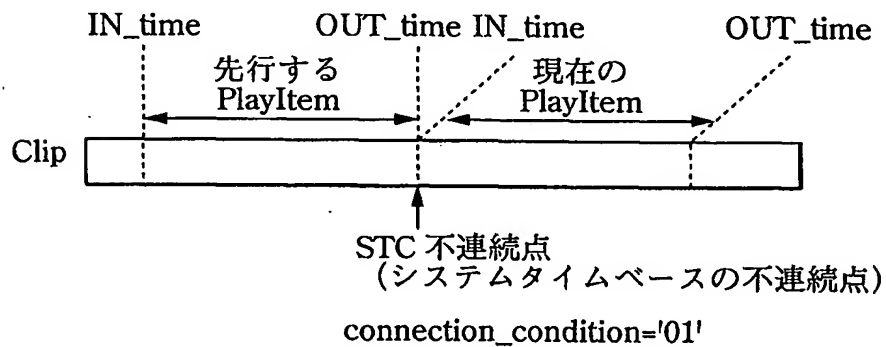 IN_time OUT_time IN_time OUT_time
先行する 現在の
PlayItem PlayItem
Clip
STC 不連続点
(システムタイムベースの不連続点)
connection_condition='01'